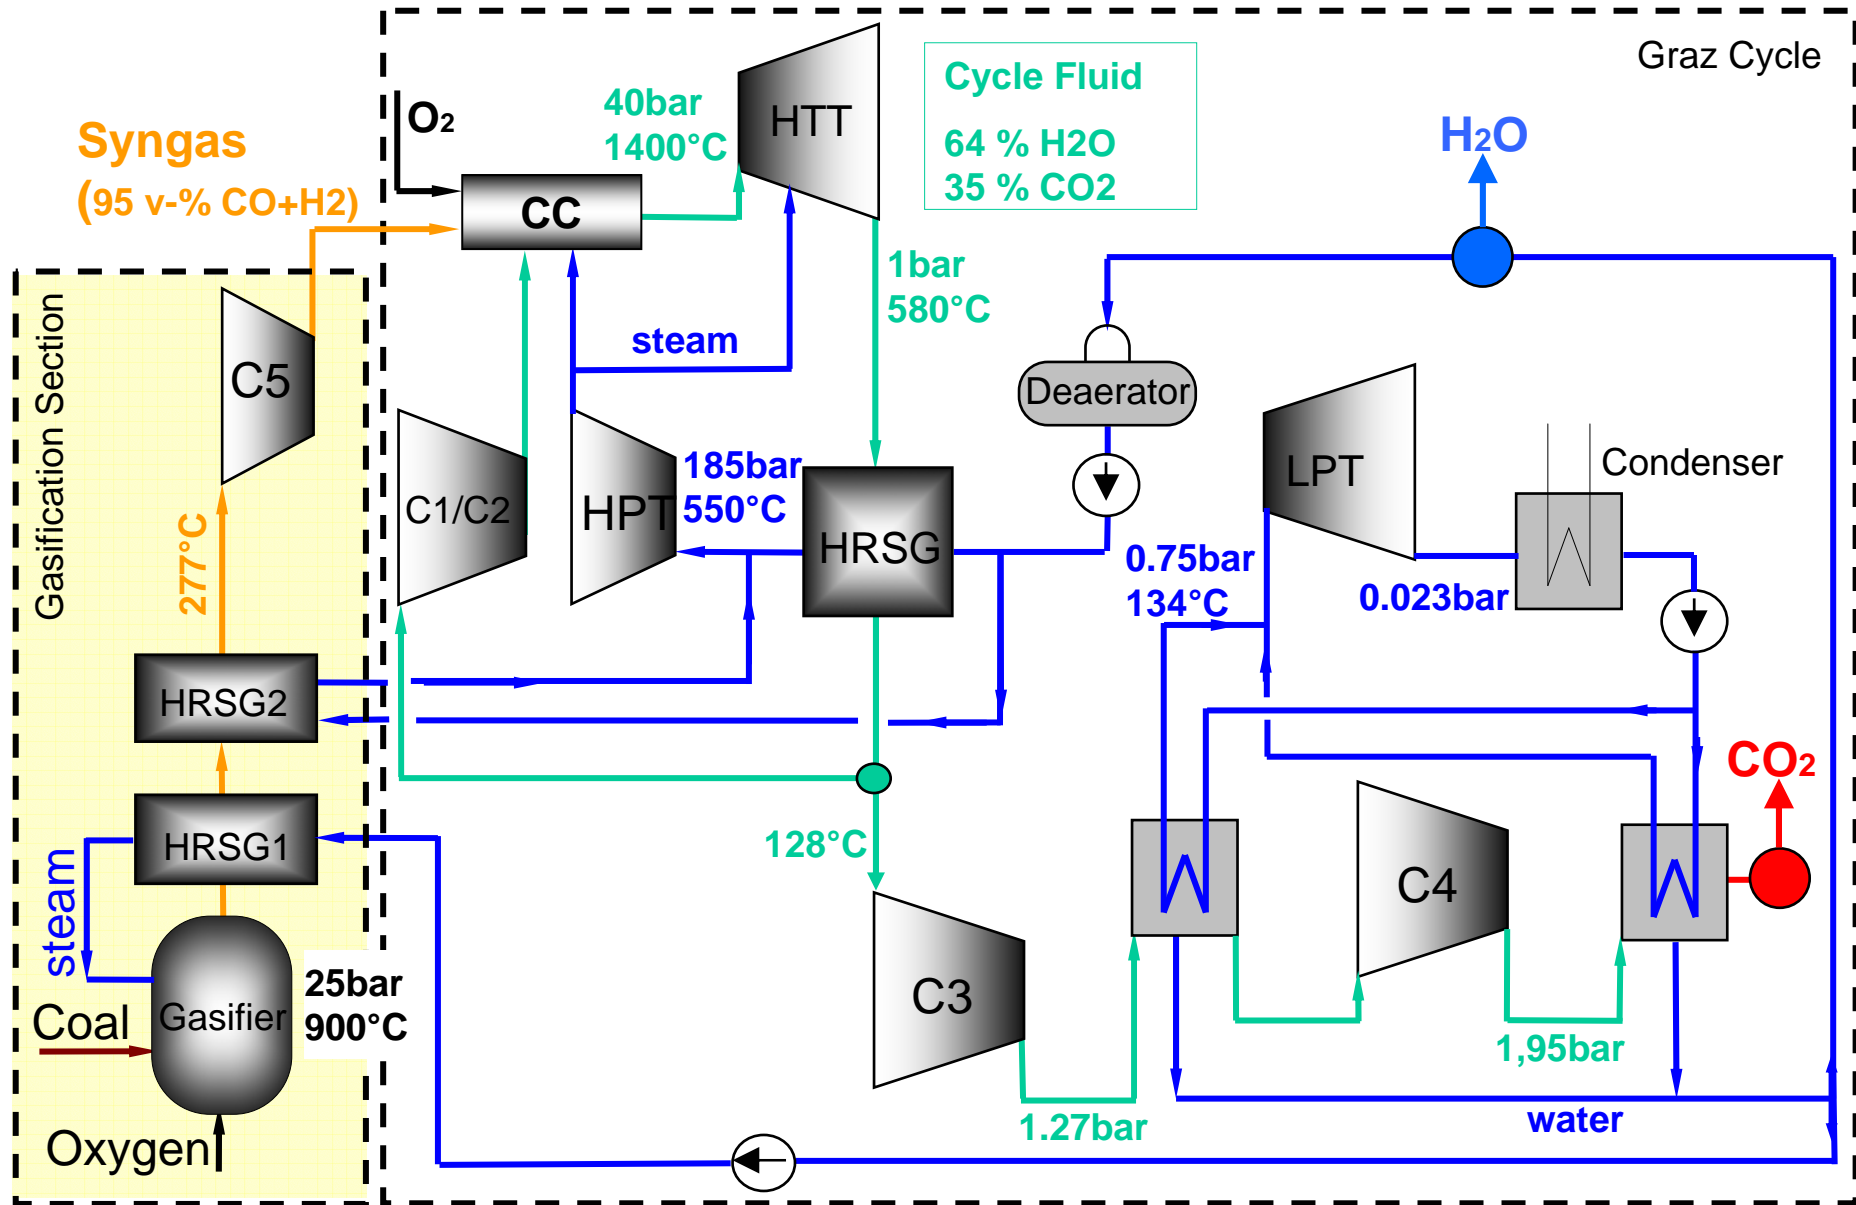 Graz Cycle
Cycle Fluid
64 % H2O
35 % CO2
HTT
40bar
1400°C
O2
Syngas
(95 v-% CO+H2)
CC
H2O
1bar
580°C
steam
Gasification Section
C5
Deaerator
LPT
Condenser
C1/C2
HPT
185bar
550°C
HRSG
0.75bar
134°C
0.023bar
277°C
HRSG2
CO2
HRSG1
128°C
C4
steam
C3
25bar
900°C
Gasifier
Coal
1,95bar
1.27bar
water
Oxygen